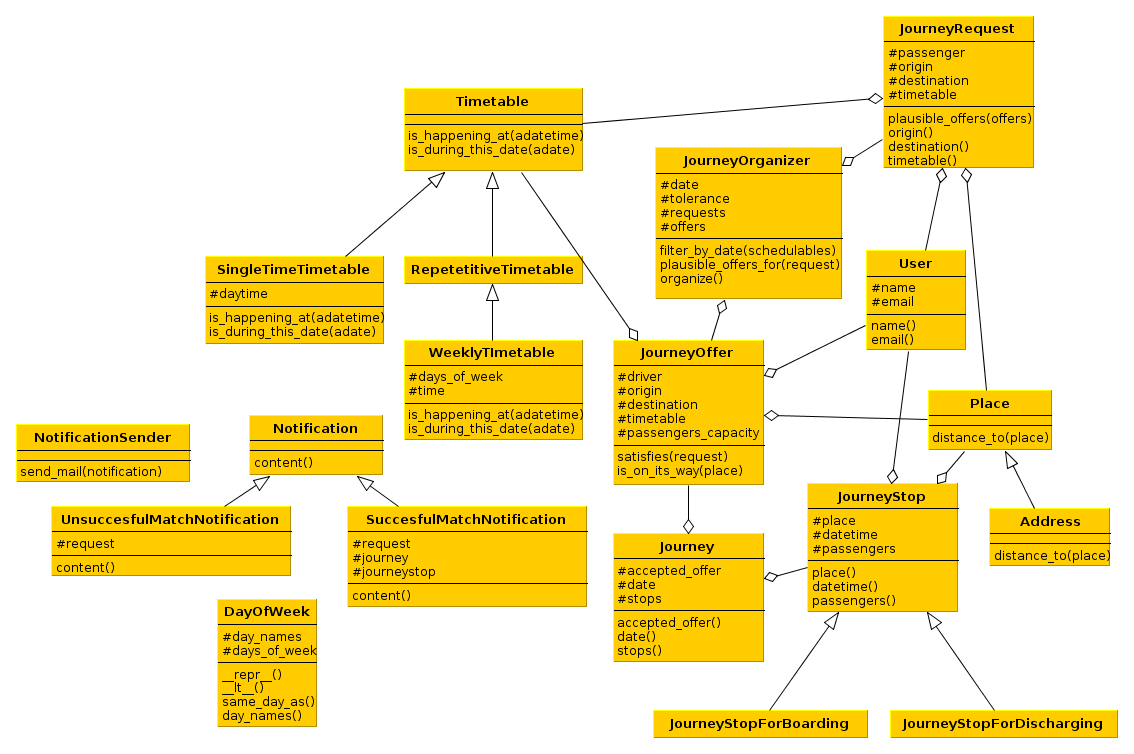 JourneyRequest
#passenger
#origin
#destination
#timetable
plausible_offers(offers)
origin()
destination()
timetable()
Timetable
is_happening_at(adatetime)
is_during_this_date(adate)
JourneyOrganizer
#date
#tolerance
#requests
#offers
filter_by_date(schedulables)
plausible_offers_for(request)
organize()
SingleTimeTimetable
#daytime
is_happening_at(adatetime)
is_during_this_date(adate)
RepetetitiveTimetable
User
#name
#email
name()
email()
WeeklyTImetable
#days_of_week
#time
is_happening_at(adatetime)
is_during_this_date(adate)
JourneyOffer
#driver
#origin
#destination
#timetable
#passengers_capacity
satisfies(request)
is_on_its_way(place)
Place
distance_to(place)
NotificationSender
send_mail(notification)
Notification
content()
UnsuccesfulMatchNotification
#request
content()
SuccesfulMatchNotification
#request
#journey
#journeystop
content()
JourneyStop
#place
#datetime
#passengers
place()
datetime()
passengers()
Address
distance_to(place)
Journey
#accepted_offer
#date
#stops
accepted_offer()
date()
stops()
DayOfWeek
#day_names
#days_of_week
__repr__()
__lt__()
same_day_as()
day_names()
JourneyStopForBoarding
JourneyStopForDischarging